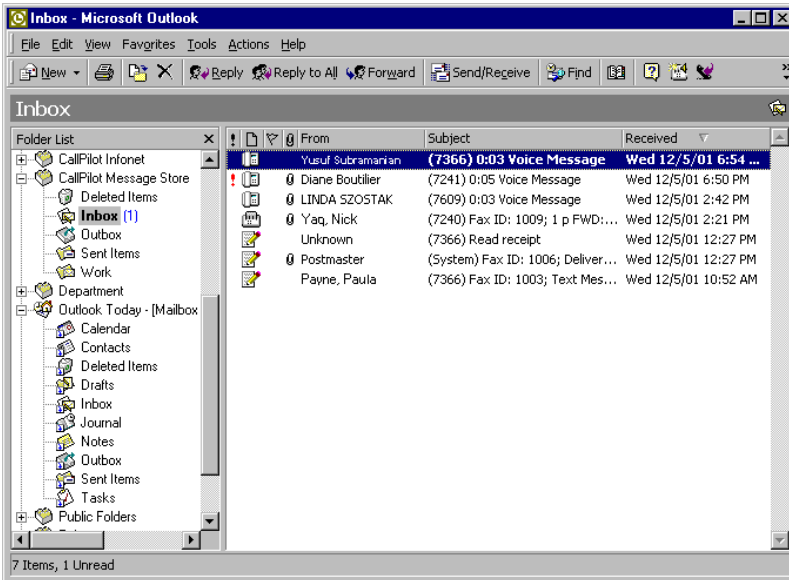 Inbox - Microsoft Outlook
File Edit View Favorites Tools Actions Help
New Reply Reply to All Forward Send/Receive Find
Inbox
Folder List
CallPilot Infonet
CallPilot Message Store
Deleted Items
Inbox (1)
Outbox
Sent Items
Work
Department
Outlook Today - [Mailbox
Calendar
Contacts
Deleted Items
Drafts
Inbox
Journal
Notes
Outbox
Sent Items
Tasks
Public Folders
From Subject Received
Yusuf Subramanian (7366) 0:03 Voice Message Wed 12/5/01 6:54 ...
Diane Boutilier (7241) 0:05 Voice Message Wed 12/5/01 6:50 PM
LINDA SZOSTAK (7609) 0:03 Voice Message Wed 12/5/01 2:42 PM
Yaq, Nick (7240) Fax ID: 1009; 1 p FWD:... Wed 12/5/01 2:21 PM
Unknown (7366) Read receipt Wed 12/5/01 12:27 PM
Postmaster (System) Fax ID: 1006; Deliver... Wed 12/5/01 12:27 PM
Payne, Paula (7366) Fax ID: 1003; Text Mes... Wed 12/5/01 10:52 AM
7 Items, 1 Unread